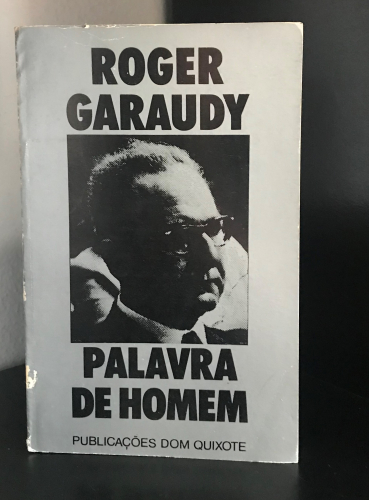 ROGER
GARAUDY
PALAVRA
DE HOMEM
PUBLICAÇÕES DOM QUIXOTE